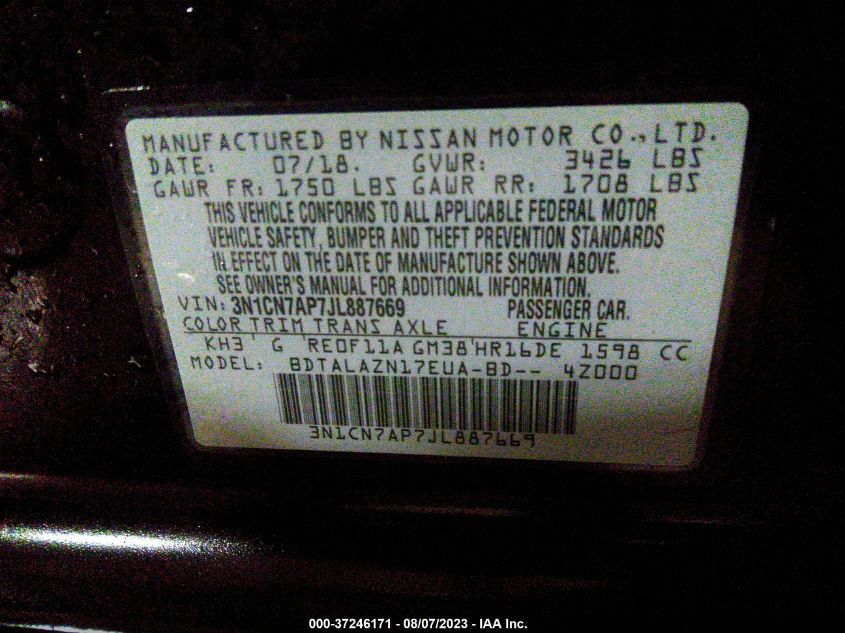 MANUFACTURED BY NISSAN MOTOR CO., LTD.
DATE: 07/18. GVWR: 3426 LBS
GAWR FR: 1750 LBS GAWR RR: 1708 LBS
THIS VEHICLE CONFORMS TO ALL APPLICABLE FEDERAL MOTOR
VEHICLE SAFETY, BUMPER AND THEFT PREVENTION STANDARDS
IN EFFECT ON THE DATE OF MANUFACTURE SHOWN ABOVE.
SEE OWNER'S MANUAL FOR ADDITIONAL INFORMATION.
VIN: 3N1CN7AP7JL887669 PASSENGER CAR.
COLOR TRIM TRANS AXLE ENGINE
KH3 G RE0F11A GM38 HR16DE 1598 CC
MODEL: BDTALAZN17EUA-BD-- 4Z000
3N1CN7AP7JL887669
000-37246171 - 08/07/2023 - IAA Inc.